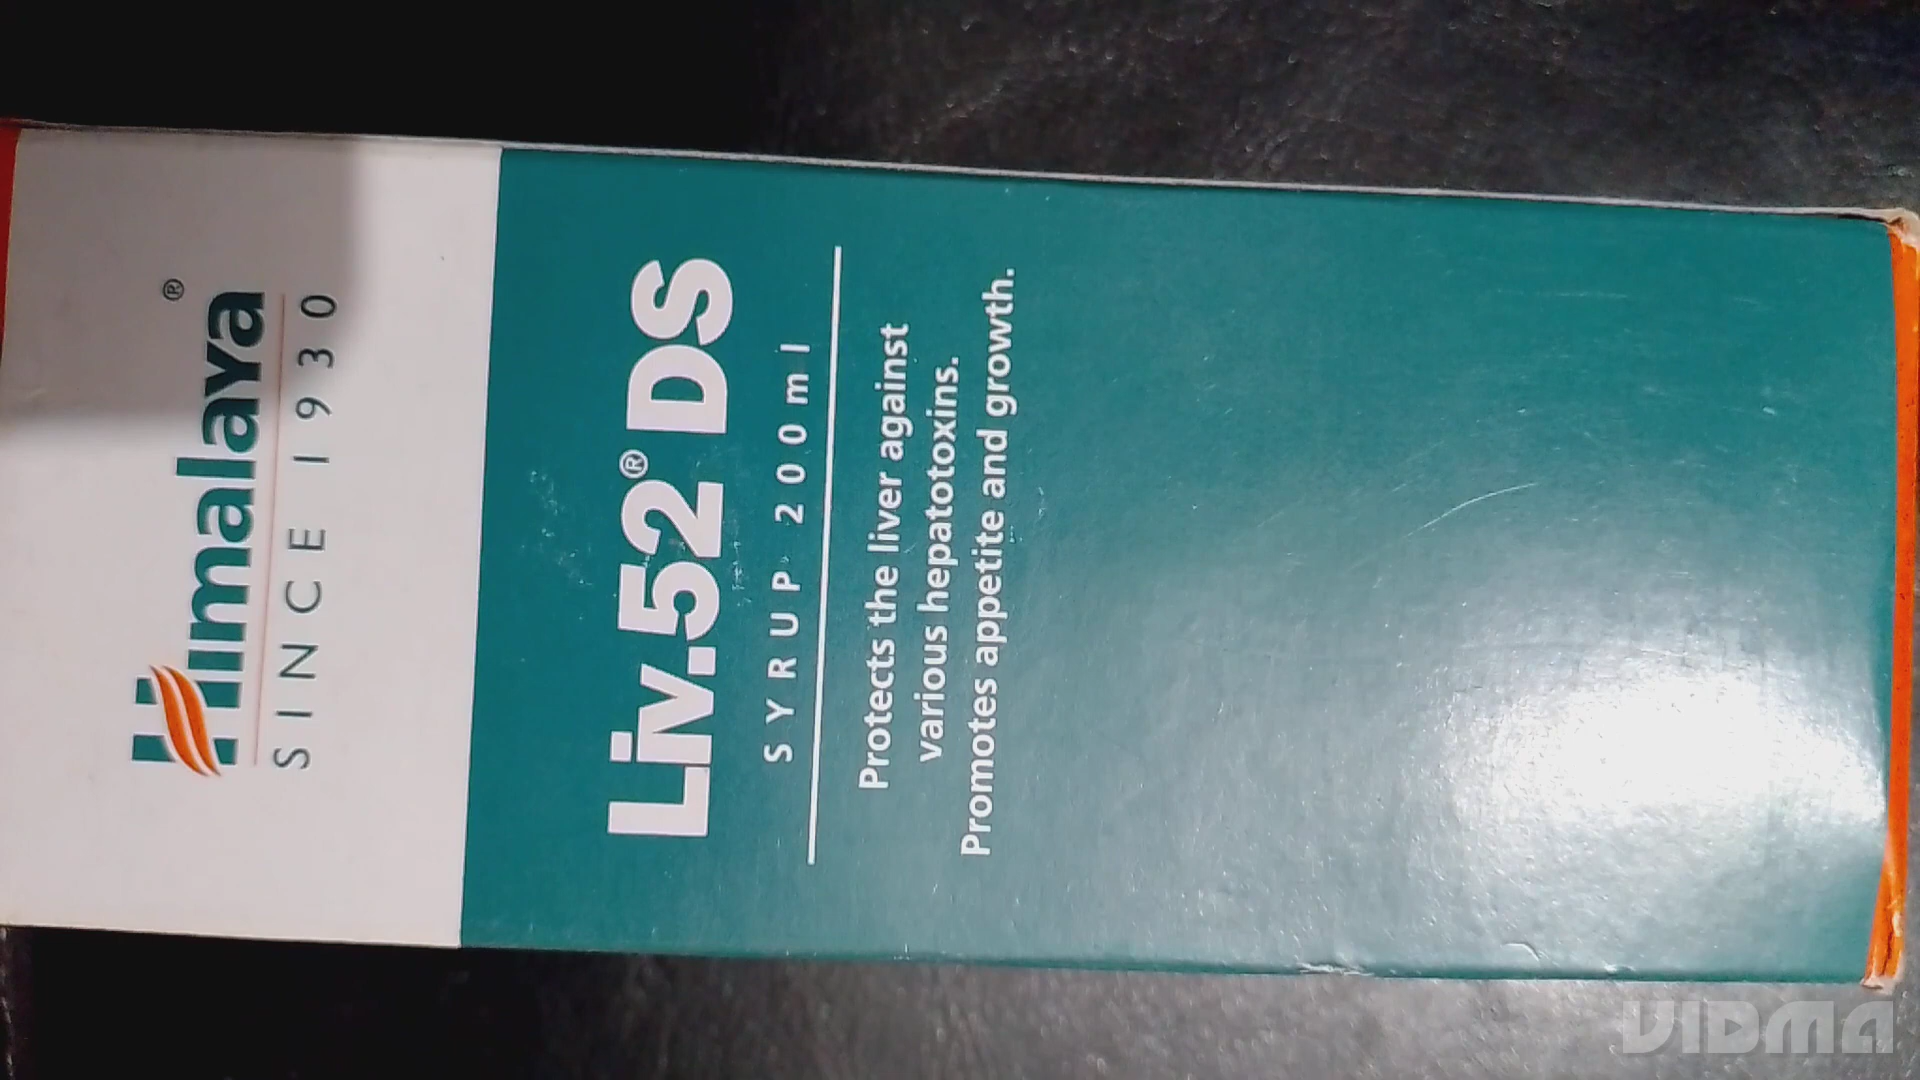 Himalaya®
SINCE 1930
Liv.52® DS
SYRUP 200ml
Protects the liver against
various hepatotoxins.
Promotes appetite and growth.
VIDMA